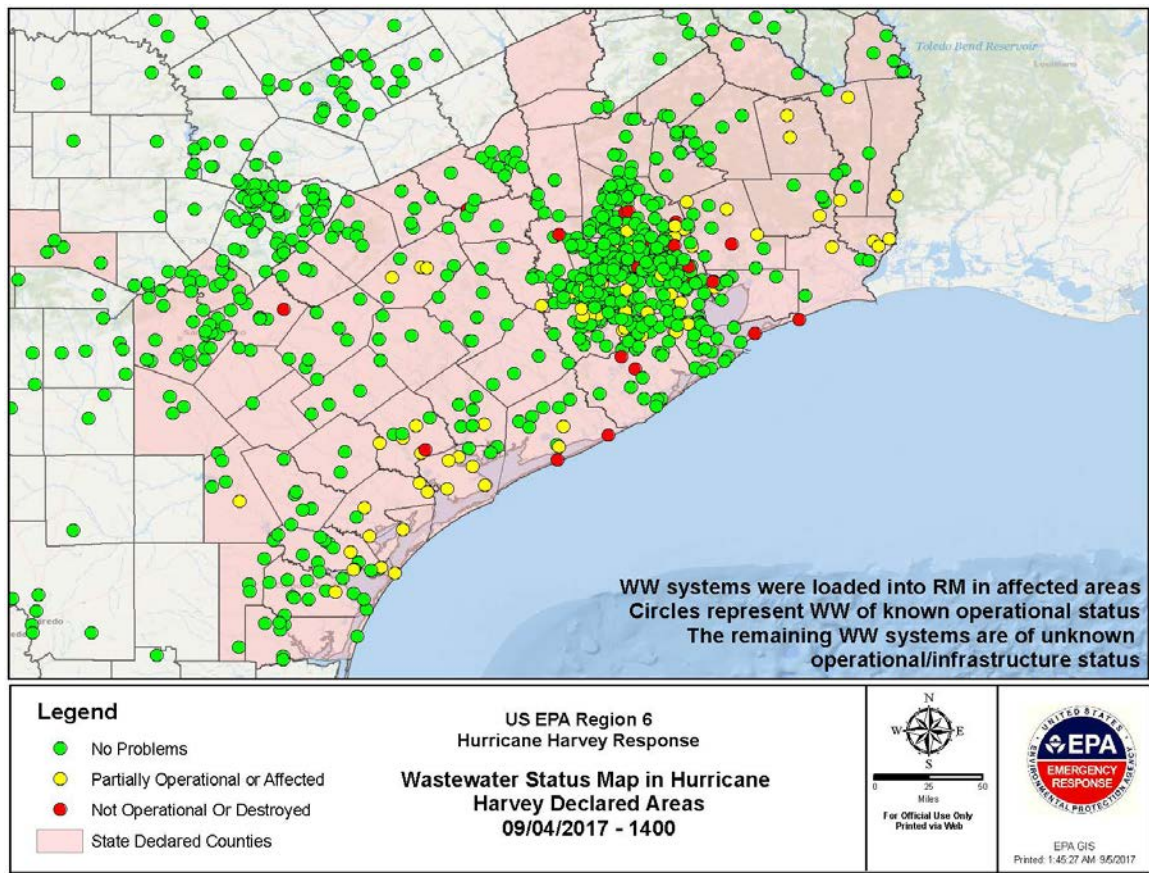 Toledo Bend Reservoir
Louisiana
WW systems were loaded into RM in affected areas
Circles represent WW of known operational status
The remaining WW systems are of unknown
operational/infrastructure status
Legend
No Problems
Partially Operational or Affected
Not Operational Or Destroyed
State Declared Counties
US EPA Region 6
Hurricane Harvey Response
Wastewater Status Map in Hurricane
Harvey Declared Areas
09/04/2017 - 1400
N
W
E
S
0 25 50
Miles
For Official Use Only
Printed via Web
UNITED STATES
EPA
EMERGENCY
RESPONSE
ENVIRONMENTAL PROTECTION AGENCY
EPA GIS
Printed: 1:45:27 AM 9/5/2017